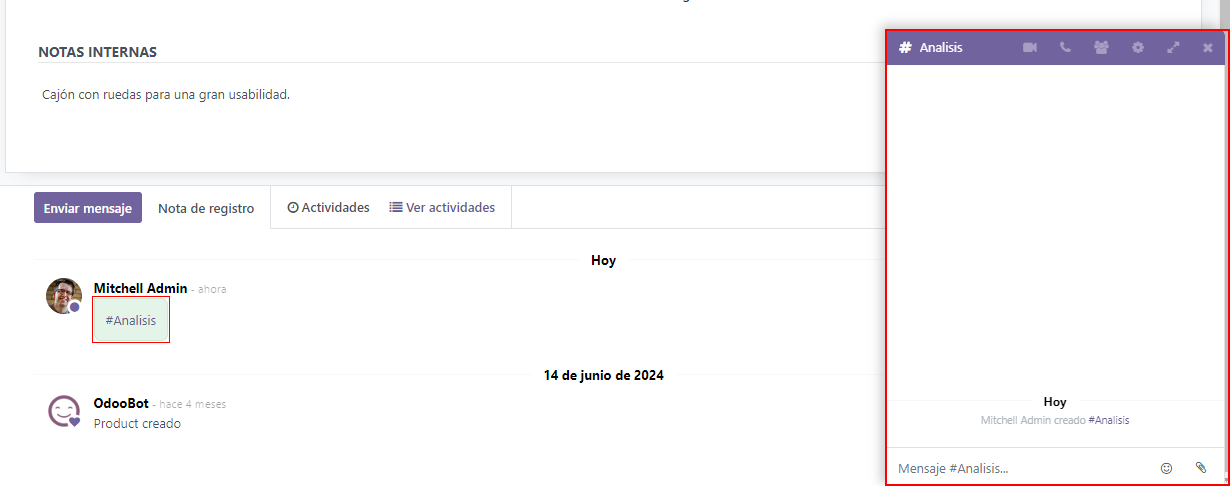 NOTAS INTERNAS
Cajón con ruedas para una gran usabilidad.
Enviar mensaje
Nota de registro
Actividades
Ver actividades
Hoy
Mitchell Admin - ahora
#Analisis
14 de junio de 2024
OdooBot - hace 4 meses
Product creado
# Analisis
Hoy
Mitchell Admin creado #Analisis
Mensaje #Analisis...